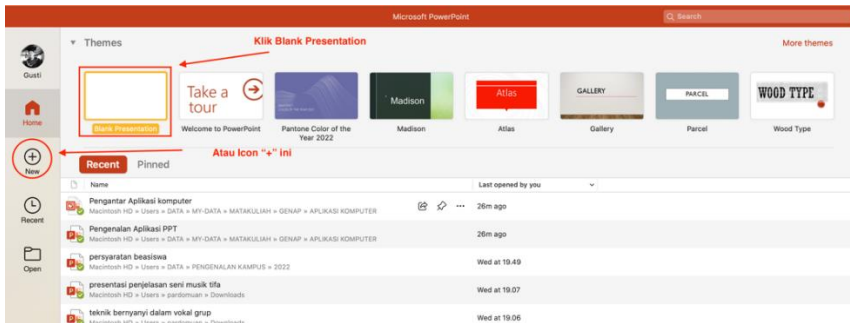 Microsoft PowerPoint
Search
Gusti
Home
New
Recent
Open
Themes
Klik Blank Presentation
More themes
Take a
tour
Madison
Atlas
GALLERY
PARCEL
WOOD TYPE
Blank Presentation
Welcome to PowerPoint
Pantone Color of the
Year 2022
Madison
Atlas
Gallery
Parcel
Wood Type
Atau Icon "+" ini
Recent Pinned
Name Last opened by you
Pengantar Aplikasi komputer 26m ago
Macintosh HD » Users » DATA » MY-DATA » MATAKULIAH » GENAP » APLIKASI KOMPUTER
Pengenalan Aplikasi PPT 26m ago
Macintosh HD » Users » DATA » MY-DATA » MATAKULIAH » GENAP » APLIKASI KOMPUTER
persyaratan beasiswa Wed at 19.49
Macintosh HD » Users » DATA » PENGENALAN KAMPUS » 2022
presentasi penjelasan seni musik tifa Wed at 19.07
Macintosh HD » Users » pardomuan » Downloads
teknik bernyanyi dalam vokal grup Wed at 19.06
Macintosh HD » Users » pardomuan » Downloads